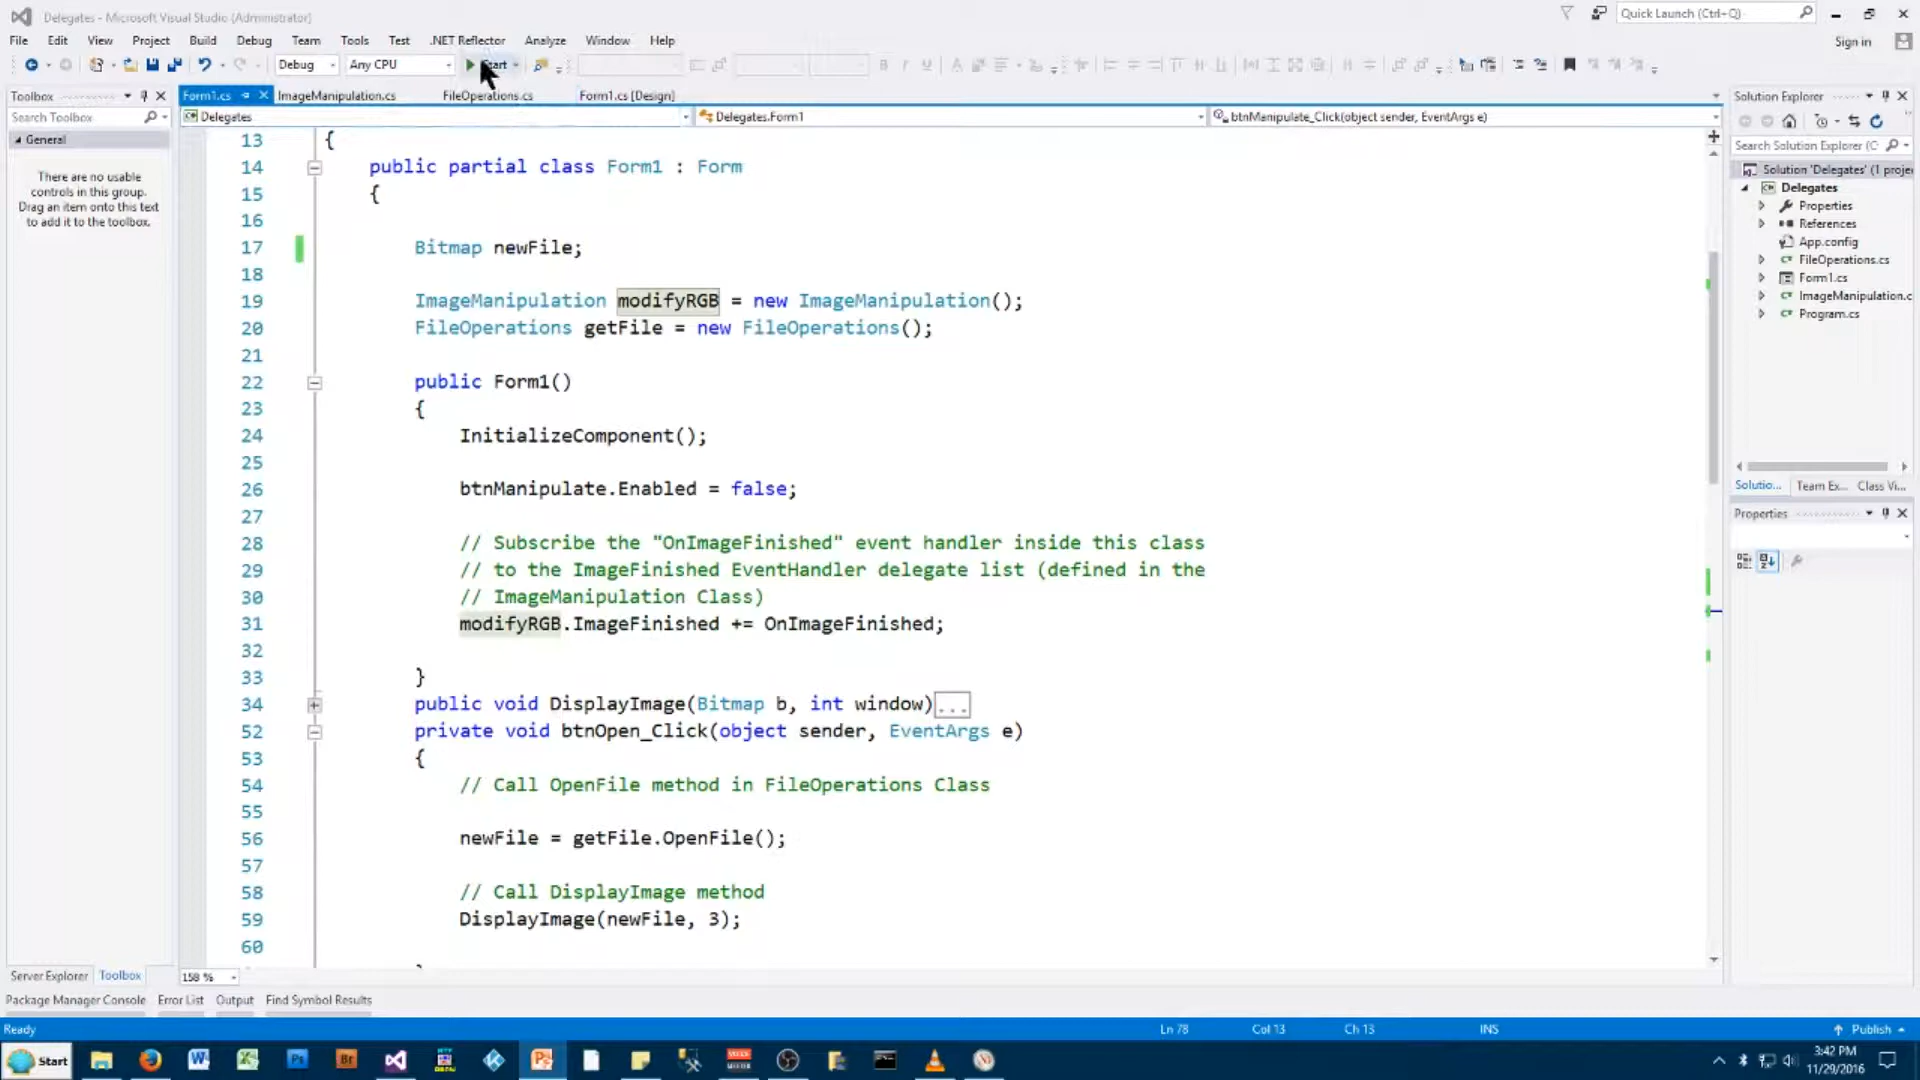 Delegates - Microsoft Visual Studio (Administrator)
Quick Launch (Ctrl+Q)
File Edit View Project Build Debug Team Tools Test .NET Reflector Analyze Window Help
Sign in
Debug Any CPU
Toolbox
Form1.cs ImageManipulation.cs FileOperations.cs Form1.cs [Design]
Solution Explorer
Search Toolbox
Delegates Delegates.Form1 btnManipulate_Click(object sender, EventArgs e)
General
There are no usable
controls in this group.
Drag an item onto this text
to add it to the toolbox.
13 {
14 public partial class Form1 : Form
15 {
16
17 Bitmap newFile;
18
19 ImageManipulation modifyRGB = new ImageManipulation();
20 FileOperations getFile = new FileOperations();
21
22 public Form1()
23 {
24 InitializeComponent();
25
26 btnManipulate.Enabled = false;
27
28 // Subscribe the "OnImageFinished" event handler inside this class
29 // to the ImageFinished EventHandler delegate list (defined in the
30 // ImageManipulation Class)
31 modifyRGB.ImageFinished += OnImageFinished;
32
33 }
34 public void DisplayImage(Bitmap b, int window)...
52 private void btnOpen_Click(object sender, EventArgs e)
53 {
54 // Call OpenFile method in FileOperations Class
55
56 newFile = getFile.OpenFile();
57
58 // Call DisplayImage method
59 DisplayImage(newFile, 3);
60
Search Solution Explorer (C
Solution 'Delegates' (1 proje
Delegates
Properties
References
App.config
FileOperations.cs
Form1.cs
ImageManipulation.c
Program.cs
Solutio... Team Ex... Class Vi...
Properties
Server Explorer Toolbox
158 %
Package Manager Console Error List Output Find Symbol Results
Ready Ln 78 Col 13 Ch 13 INS Publish
Start
3:42 PM
11/29/2016